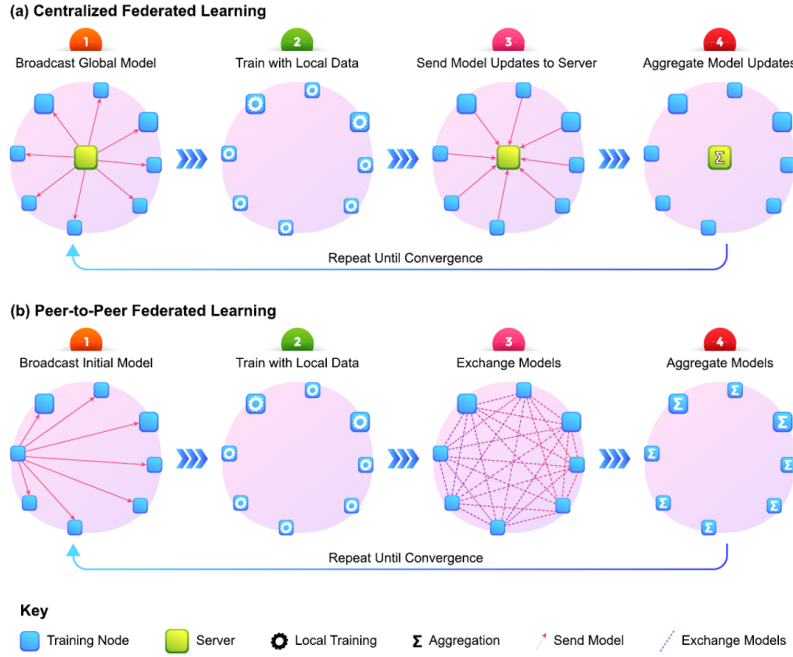 (a) Centralized Federated Learning
1 2 3 4
Broadcast Global Model Train with Local Data Send Model Updates to Server Aggregate Model Updates
Σ
Repeat Until Convergence
(b) Peer-to-Peer Federated Learning
1 2 3 4
Broadcast Initial Model Train with Local Data Exchange Models Aggregate Models
Σ
Σ
Σ
Σ
Σ
Σ
Σ
Σ
Repeat Until Convergence
Key
Training Node Server Local Training Σ Aggregation Send Model Exchange Models